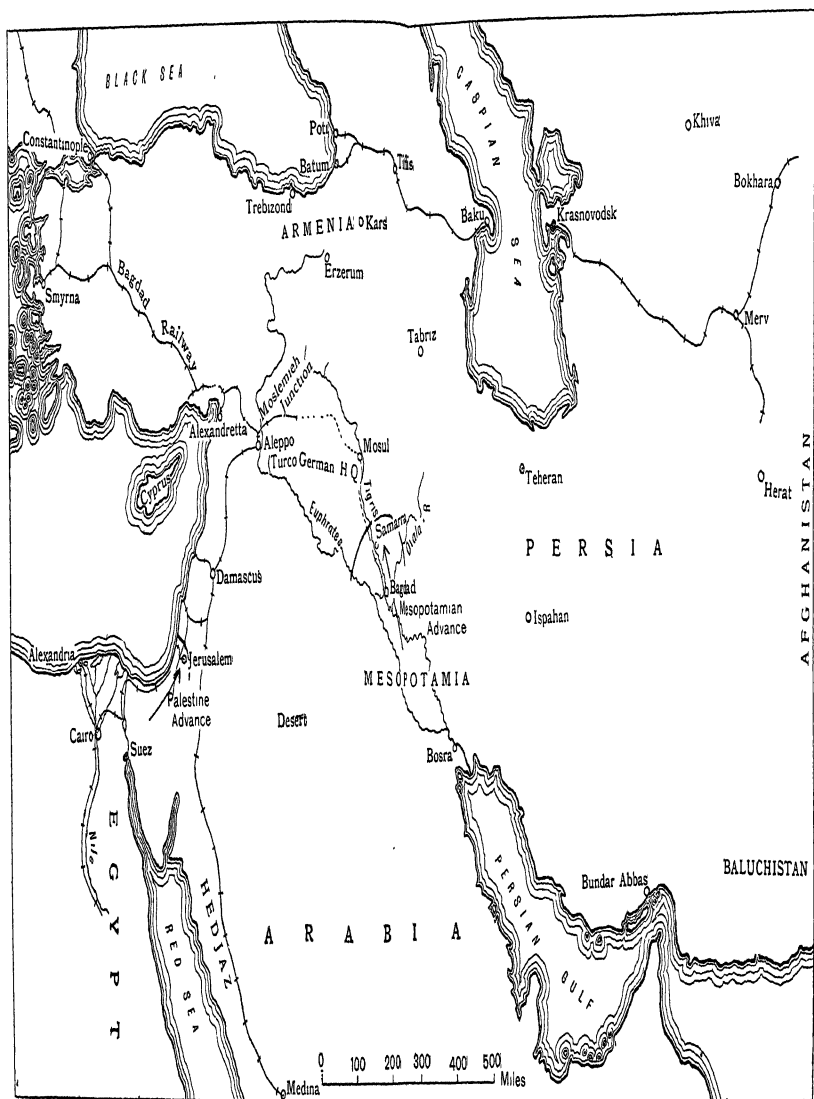 BLACK SEA
CASPIAN
SEA
Khiva
Constantinople
Poti
Batum
Tiflis
Bokhara
Trebizond
Krasnovodsk
Baku
ARMENIA
Kars
Erzerum
Smyrna
Bagdad
Railway
Merv
Tabriz
Moslemieh
Junction
Alexandretta
Aleppo
(Turco German H Q
Mosul
Teheran
Herat
Cyprus
Euphrates
Tigris
Samarra
Diala R
AFGHANISTAN
PERSIA
Damascus
Bagdad
Mesopotamian
Advance
Ispahan
Alexandria
Jerusalem
MESOPOTAMIA
Palestine
Advance
Desert
Cairo
Suez
Bosra
EGYPT
Nile
HEDJAZ
RED SEA
ARABIA
PERSIAN
GULF
Bundar Abbas
BALUCHISTAN
0 100 200 300 400 500
Miles
Medina